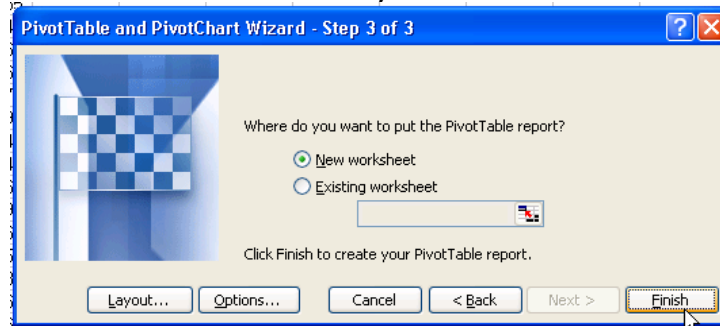 PivotTable and PivotChart Wizard - Step 3 of 3
Where do you want to put the PivotTable report?
New worksheet
Existing worksheet
Click Finish to create your PivotTable report.
Layout... Options... Cancel < Back Next > Finish